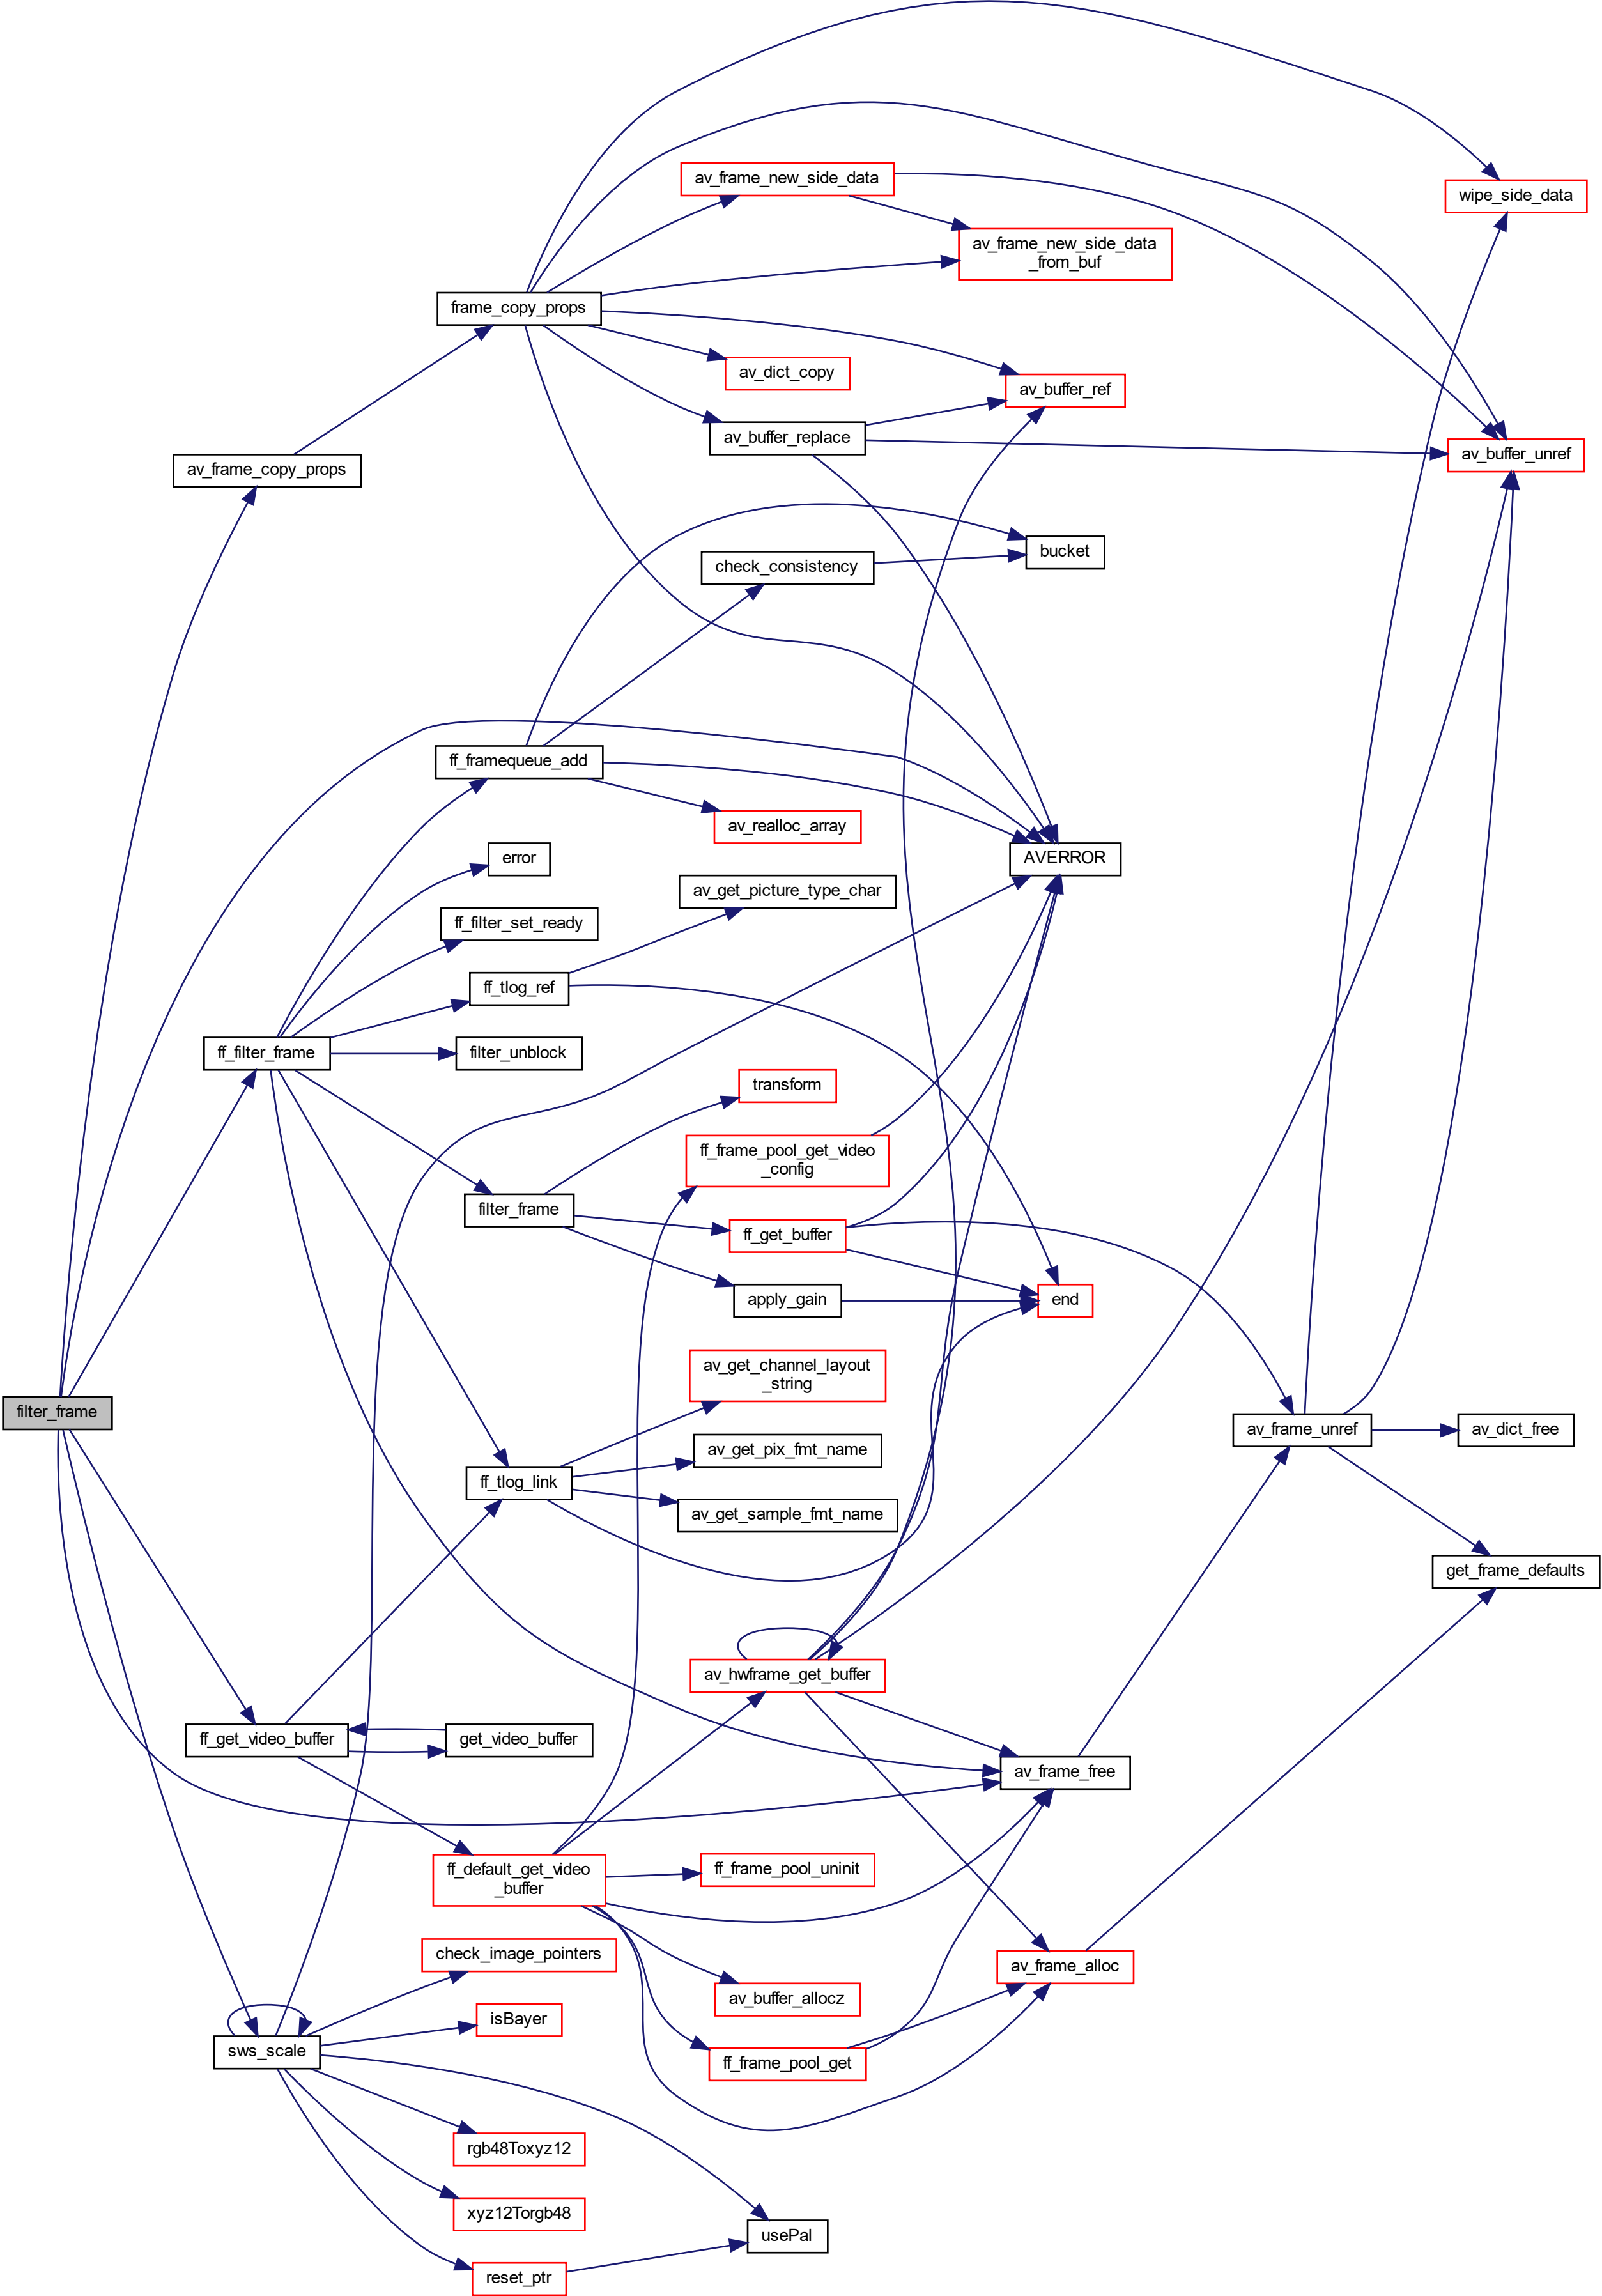 wipe_side_data
av_frame_new_side_data
av_frame_new_side_data
_from_buf
frame_copy_props
av_dict_copy
av_buffer_ref
av_buffer_replace
av_buffer_unref
av_frame_copy_props
bucket
check_consistency
ff_framequeue_add
av_realloc_array
error
AVERROR
av_get_picture_type_char
ff_filter_set_ready
ff_tlog_ref
ff_filter_frame
filter_unblock
transform
ff_frame_pool_get_video
_config
filter_frame
ff_get_buffer
apply_gain
end
av_get_channel_layout
_string
filter_frame
av_frame_unref
av_dict_free
av_get_pix_fmt_name
ff_tlog_link
av_get_sample_fmt_name
get_frame_defaults
av_hwframe_get_buffer
ff_get_video_buffer
get_video_buffer
av_frame_free
ff_default_get_video
_buffer
ff_frame_pool_uninit
check_image_pointers
av_frame_alloc
av_buffer_allocz
isBayer
sws_scale
ff_frame_pool_get
rgb48Toxyz12
xyz12Torgb48
usePal
reset_ptr